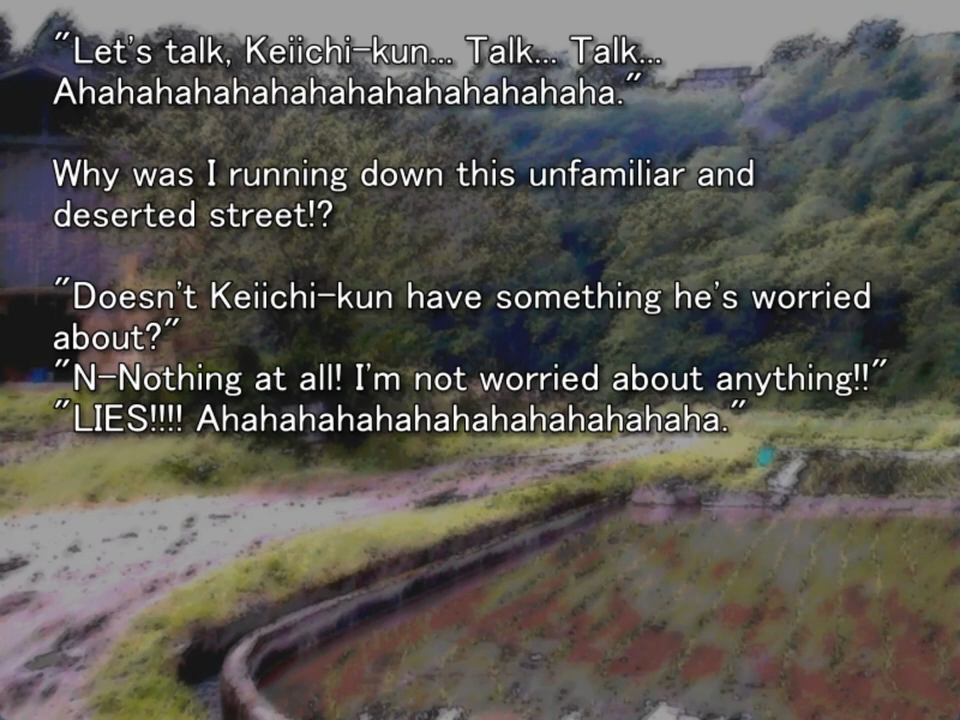 "Let's talk, Keiichi-kun... Talk... Talk...
Ahahahahahahahahahahahahahaha."
Why was I running down this unfamiliar and
deserted street!?
"Doesn't Keiichi-kun have something he's worried
about?"
"N-Nothing at all! I'm not worried about anything!!"
"LIES!!!! Ahahahahahahahahahahahahaha."